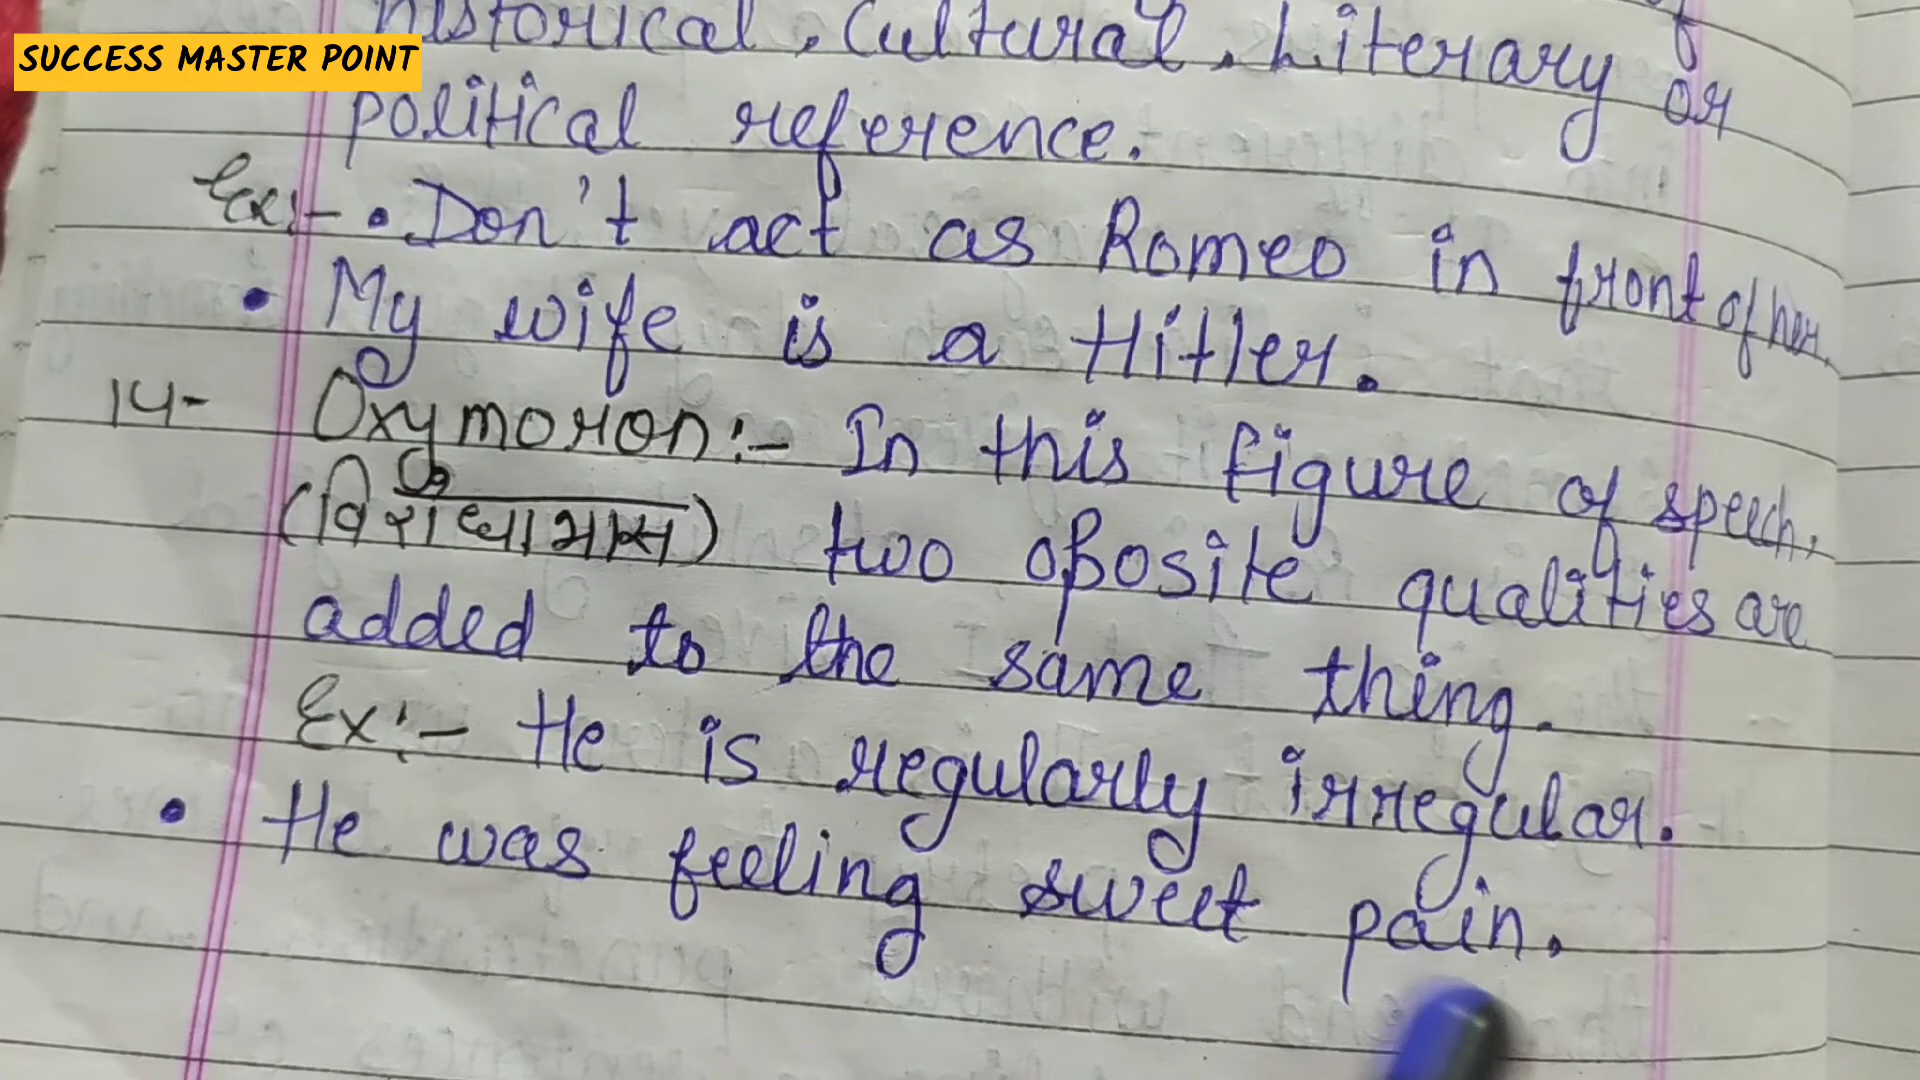 SUCCESS MASTER POINT
historical, Cultural, Literary or
political reference.
Ex:- • Don't act as Romeo in front of her.
• My wife is a Hitler.
14- Oxymoron:- In this figure of speech,
(विरोधाभास) two oposite qualities are
added to the same thing.
Ex:- He is regularly irregular.
• He was feeling sweet pain.